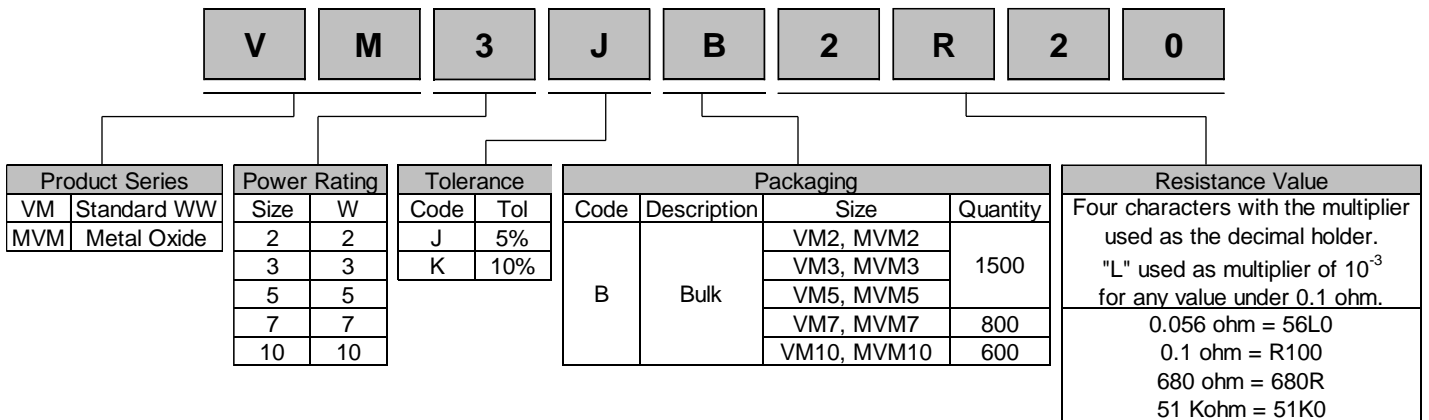 V M 3 J B 2 R 2 0
Product Series
VM Standard WW
MVM Metal Oxide
Power Rating
Size W
2 2
3 3
5 5
7 7
10 10
Tolerance
Code Tol
J 5%
K 10%
Packaging
Code Description Size Quantity
B Bulk
VM2, MVM2
VM3, MVM3
VM5, MVM5
1500
VM7, MVM7 800
VM10, MVM10 600
Resistance Value
Four characters with the multiplier
used as the decimal holder.
"L" used as multiplier of 10⁻³
for any value under 0.1 ohm.
0.056 ohm = 56L0
0.1 ohm = R100
680 ohm = 680R
51 Kohm = 51K0